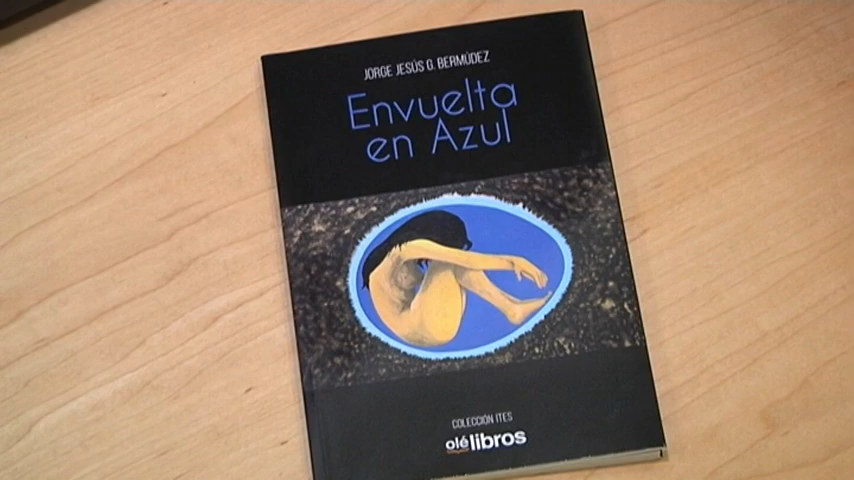 JORGE JESÚS G. BERMÚDEZ
Envuelta
en Azul
COLECCIÓN ITES
olé libros